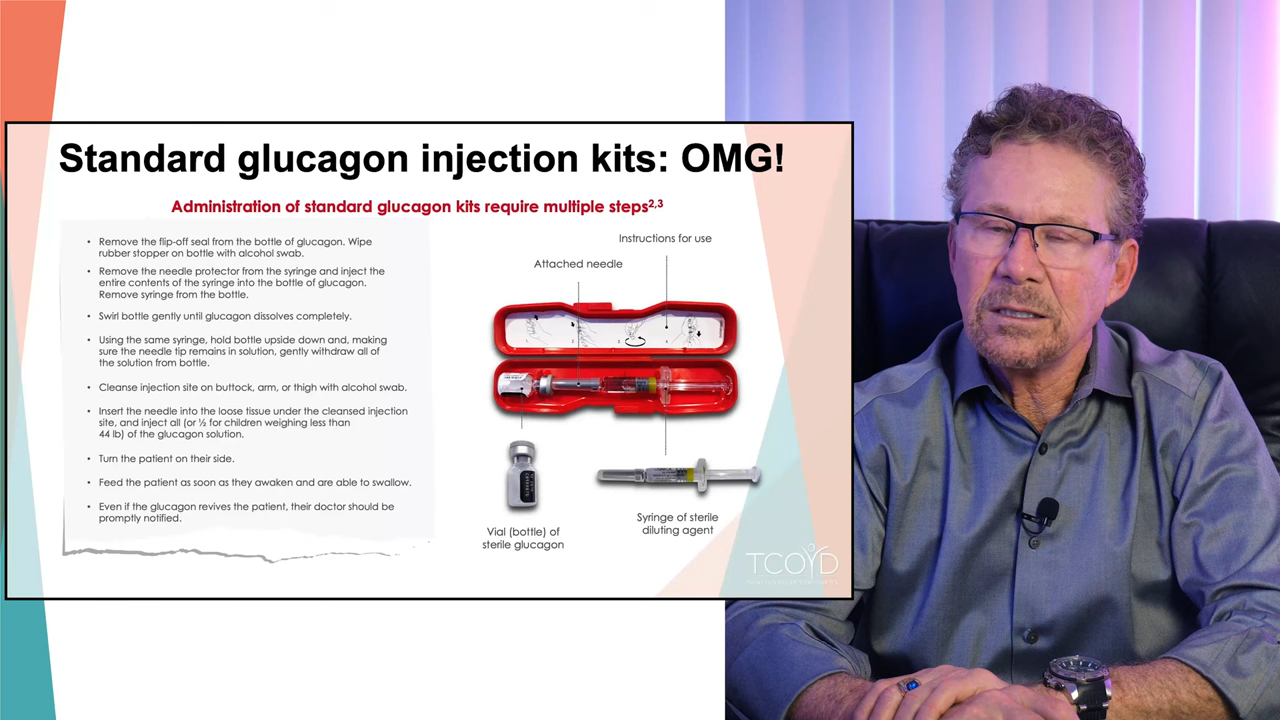 Standard glucagon injection kits: OMG!
Administration of standard glucagon kits require multiple steps2,3
• Remove the flip-off seal from the bottle of glucagon. Wipe
rubber stopper on bottle with alcohol swab.
• Remove the needle protector from the syringe and inject the
entire contents of the syringe into the bottle of glucagon.
Remove syringe from the bottle.
• Swirl bottle gently until glucagon dissolves completely.
• Using the same syringe, hold bottle upside down and, making
sure the needle tip remains in solution, gently withdraw all of
the solution from bottle.
• Cleanse injection site on buttock, arm, or thigh with alcohol swab.
• Insert the needle into the loose tissue under the cleansed injection
site, and inject all (or ½ for children weighing less than
44 lb) of the glucagon solution.
• Turn the patient on their side.
• Feed the patient as soon as they awaken and are able to swallow.
• Even if the glucagon revives the patient, their doctor should be
promptly notified.
Instructions for use
Attached needle
Vial (bottle) of
sterile glucagon
Syringe of sterile
diluting agent
TCOYD